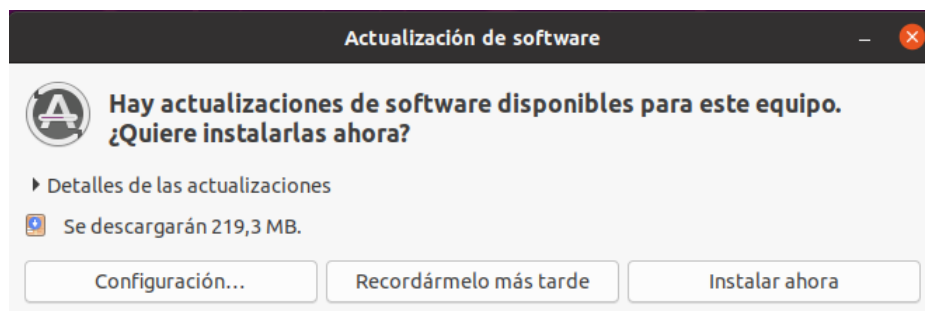 Actualización de software
Hay actualizaciones de software disponibles para este equipo.
¿Quiere instalarlas ahora?
Detalles de las actualizaciones
Se descargarán 219,3 MB.
Configuración...
Recordármelo más tarde
Instalar ahora